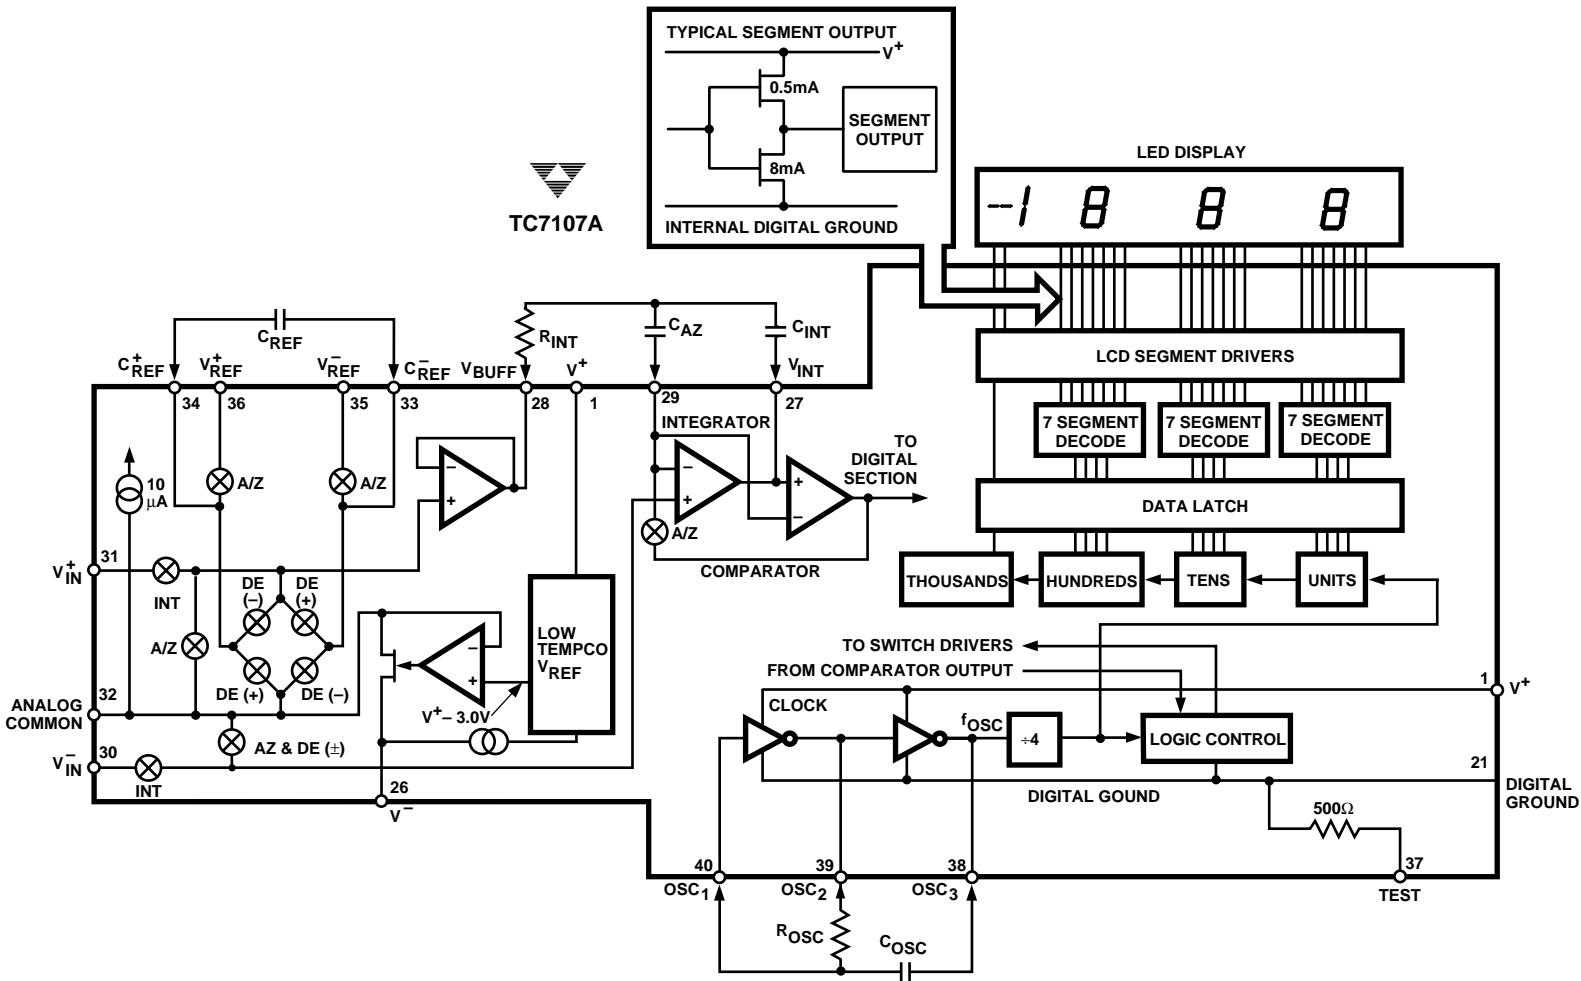 TYPICAL SEGMENT OUTPUT
V+
0.5mA
SEGMENT
OUTPUT
8mA
INTERNAL DIGITAL GROUND
TC7107A
LED DISPLAY
-1 8 8 8
LCD SEGMENT DRIVERS
7 SEGMENT
DECODE
7 SEGMENT
DECODE
7 SEGMENT
DECODE
DATA LATCH
THOUSANDS
HUNDREDS
TENS
UNITS
CREF
RINT
CAZ
CINT
C+REF
V+REF
V–REF
C–REF
VBUFF
V+
VINT
34
36
35
33
28
1
29
27
10
µA
A/Z
A/Z
–
+
INTEGRATOR
–
+
A/Z
+
–
COMPARATOR
TO
DIGITAL
SECTION
31
V+IN
INT
DE
(–)
DE
(+)
A/Z
DE (+)
DE (–)
32
ANALOG
COMMON
–
+
LOW
TEMPCO
VREF
V+ – 3.0V
AZ & DE (±)
30
V–IN
INT
26
V–
TO SWITCH DRIVERS
FROM COMPARATOR OUTPUT
1
V+
CLOCK
fOSC
÷4
LOGIC CONTROL
21
DIGITAL GOUND
DIGITAL
GROUND
500Ω
40
39
38
37
OSC1
OSC2
OSC3
TEST
ROSC
COSC